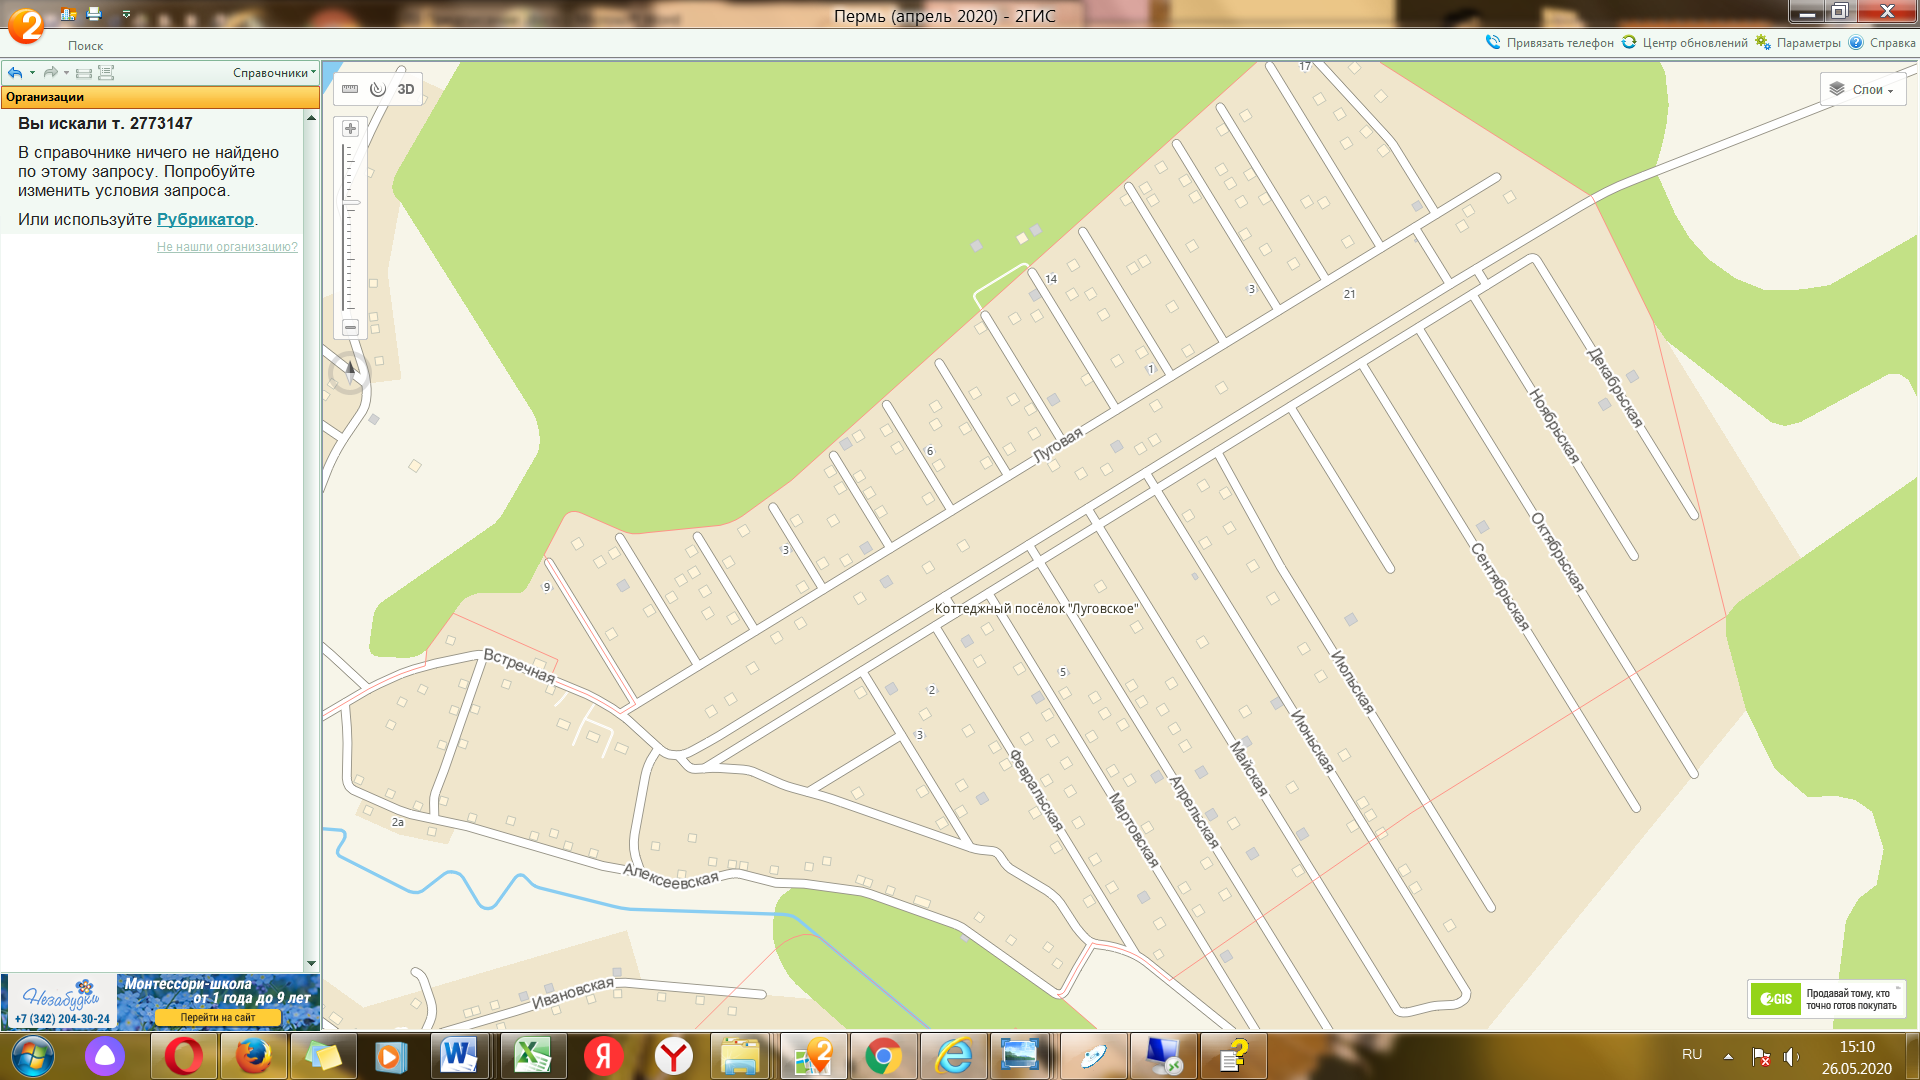 Пермь (апрель 2020) - 2ГИС
Поиск
Привязать телефон
Центр обновлений
Параметры
Справка
Справочники
Организации
Вы искали т. 2773147
В справочнике ничего не найдено
по этому запросу. Попробуйте
изменить условия запроса.
Или используйте Рубрикатор.
Не нашли организацию?
3D
Слои
17
14
3
21
1
6
3
9
Луговая
Декабрьская
Ноябрьская
Октябрьская
Сентябрьская
Коттеджный посёлок "Луговское"
Встречная
5
2
3
Июльская
Июньская
Майская
Апрельская
Мартовская
Февральская
2а
Алексеевская
Ивановская
Незабудки
+7 (342) 204-30-24
Монтессори-школа
от 1 года до 9 лет
Перейти на сайт
2GIS
Продавай тому, кто
точно готов покупать
RU
15:10
26.05.2020